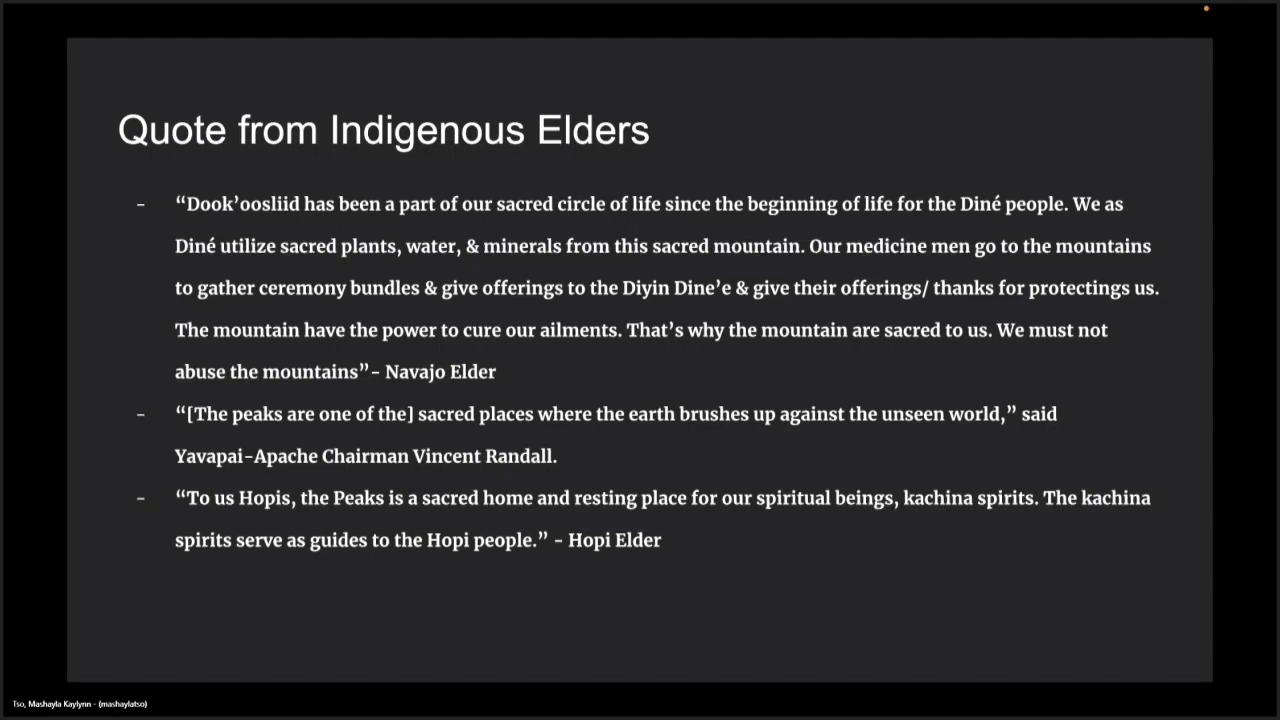 Quote from Indigenous Elders
- “Dook’oosliid has been a part of our sacred circle of life since the beginning of life for the Diné people. We as
Diné utilize sacred plants, water, & minerals from this sacred mountain. Our medicine men go to the mountains
to gather ceremony bundles & give offerings to the Diyin Dine’e & give their offerings/ thanks for protectings us.
The mountain have the power to cure our ailments. That’s why the mountain are sacred to us. We must not
abuse the mountains”- Navajo Elder
- “[The peaks are one of the] sacred places where the earth brushes up against the unseen world,” said
Yavapai-Apache Chairman Vincent Randall.
- “To us Hopis, the Peaks is a sacred home and resting place for our spiritual beings, kachina spirits. The kachina
spirits serve as guides to the Hopi people.” - Hopi Elder
Tso, Mashayla Kaylynn - (mashaylatso)